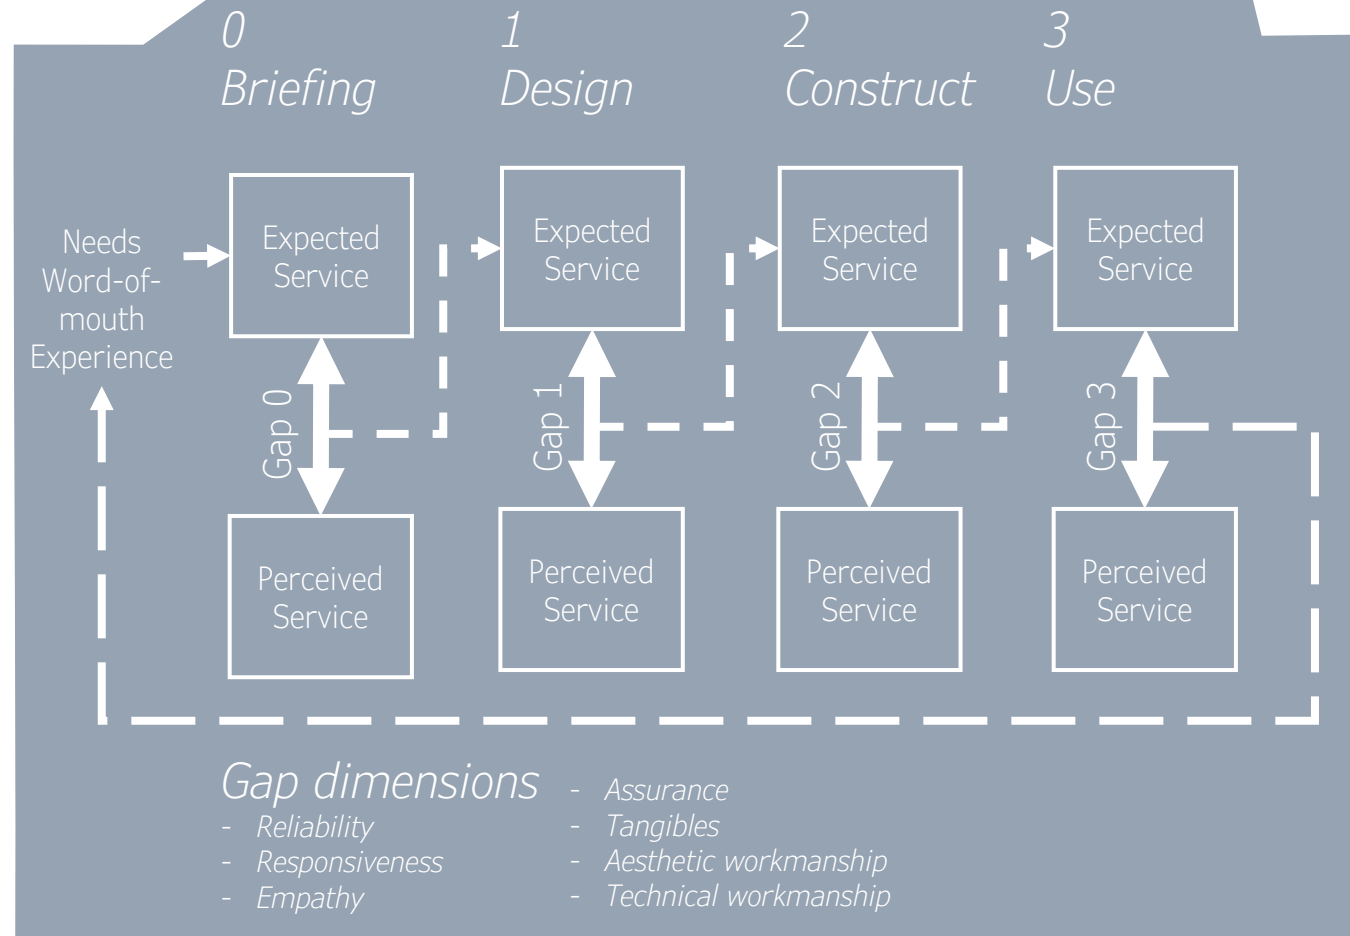 0
Briefing
1
Design
2
Construct
3
Use
Needs
Word-of-
mouth
Experience
Expected
Service
Expected
Service
Expected
Service
Expected
Service
Gap 0
Gap 1
Gap 2
Gap 3
Perceived
Service
Perceived
Service
Perceived
Service
Perceived
Service
Gap dimensions
- Reliability
- Responsiveness
- Empathy
- Assurance
- Tangibles
- Aesthetic workmanship
- Technical workmanship